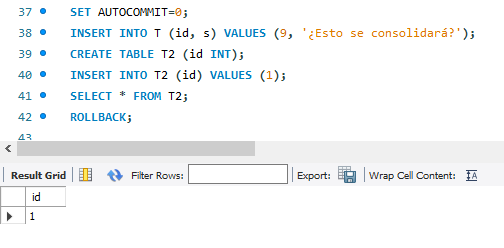 37 SET AUTOCOMMIT=0;
38 INSERT INTO T (id, s) VALUES (9, '¿Esto se consolidará?');
39 CREATE TABLE T2 (id INT);
40 INSERT INTO T2 (id) VALUES (1);
41 SELECT * FROM T2;
42 ROLLBACK;
43
Result Grid Filter Rows: Export: Wrap Cell Content:
id
1